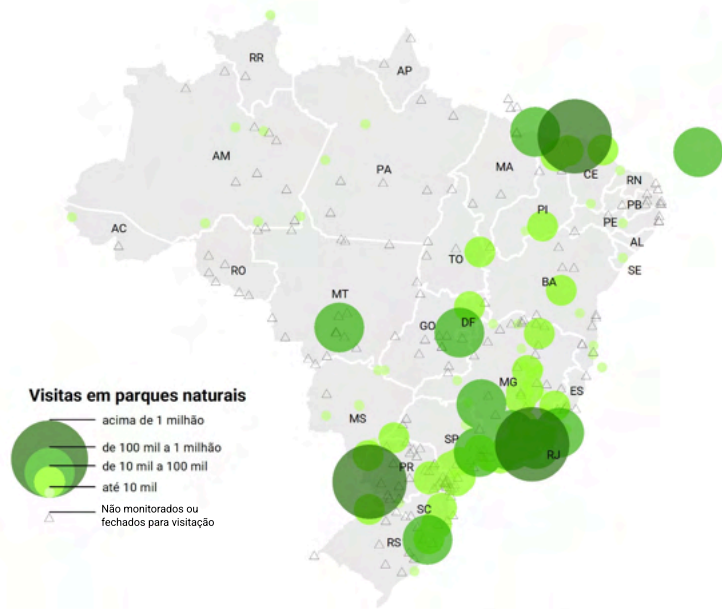 RR
AP
AM
PA
MA
CE
RN
PB
PE
PI
AL
SE
AC
TO
RO
BA
MT
GO
DF
MG
ES
MS
SP
RJ
PR
SC
RS
Visitas em parques naturais
acima de 1 milhão
de 100 mil a 1 milhão
de 10 mil a 100 mil
até 10 mil
Não monitorados ou
fechados para visitação